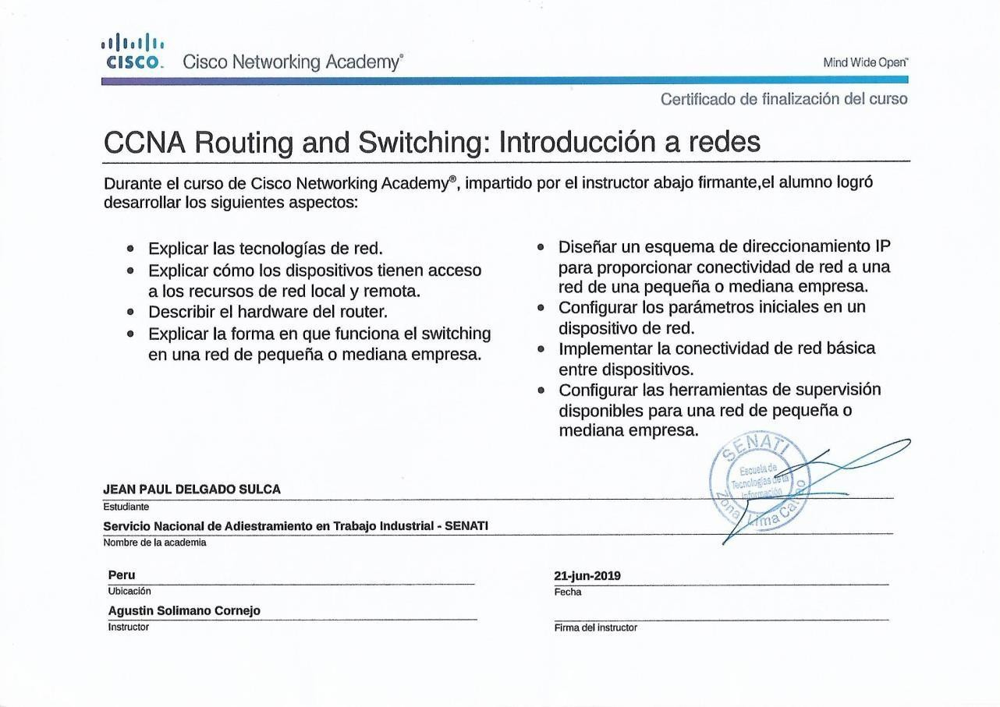 CISCO. Cisco Networking Academy®
Mind Wide Open™
Certificado de finalización del curso
CCNA Routing and Switching: Introducción a redes
Durante el curso de Cisco Networking Academy®, impartido por el instructor abajo firmante,el alumno logró
desarrollar los siguientes aspectos:
• Explicar las tecnologías de red.
• Explicar cómo los dispositivos tienen acceso
a los recursos de red local y remota.
• Describir el hardware del router.
• Explicar la forma en que funciona el switching
en una red de pequeña o mediana empresa.
• Diseñar un esquema de direccionamiento IP
para proporcionar conectividad de red a una
red de una pequeña o mediana empresa.
• Configurar los parámetros iniciales en un
dispositivo de red.
• Implementar la conectividad de red básica
entre dispositivos.
• Configurar las herramientas de supervisión
disponibles para una red de pequeña o
mediana empresa.
SENATI
Escuela de
Tecnologías de la
Información
Zona Lima Callao
JEAN PAUL DELGADO SULCA
Estudiante
Servicio Nacional de Adiestramiento en Trabajo Industrial - SENATI
Nombre de la academia
Peru
Ubicación
21-jun-2019
Fecha
Agustin Solimano Cornejo
Instructor
Firma del instructor